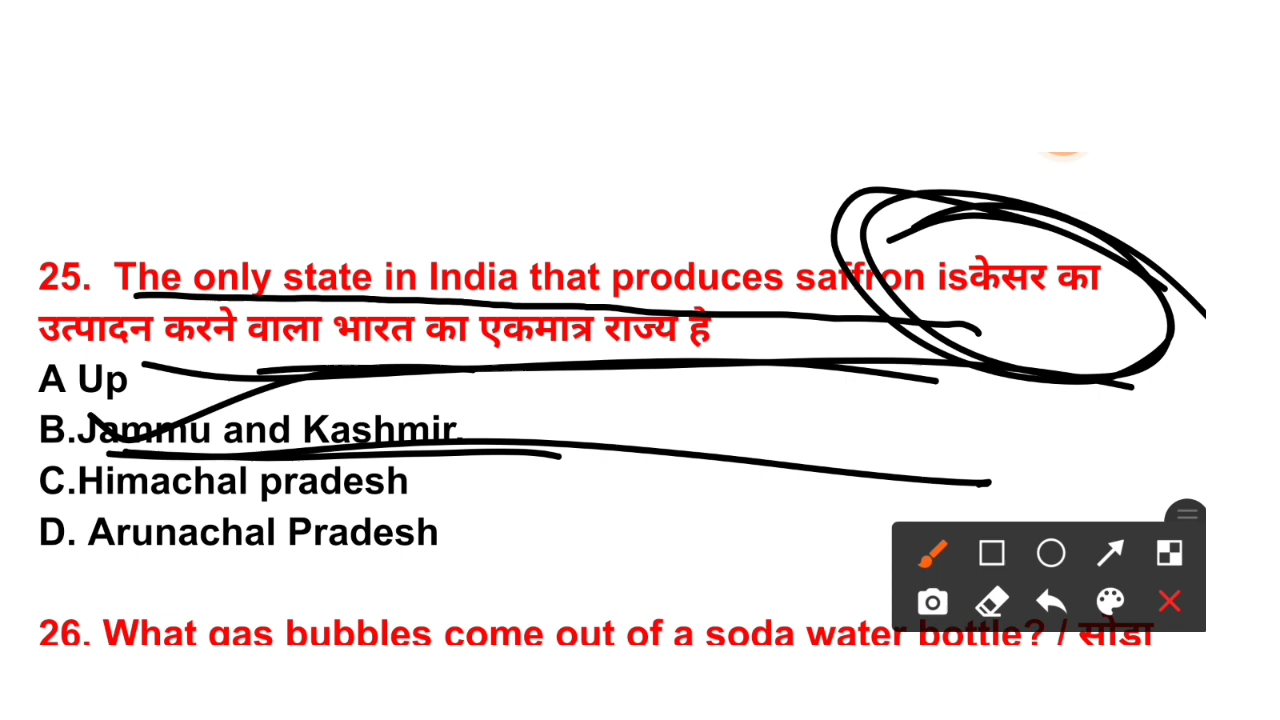 25. The only state in India that produces saffron isकेसर का
उत्पादन करने वाला भारत का एकमात्र राज्य हे
A Up
B.Jammu and Kashmir.
C.Himachal pradesh
D. Arunachal Pradesh
26. What gas bubbles come out of a soda water bottle? / सोडा